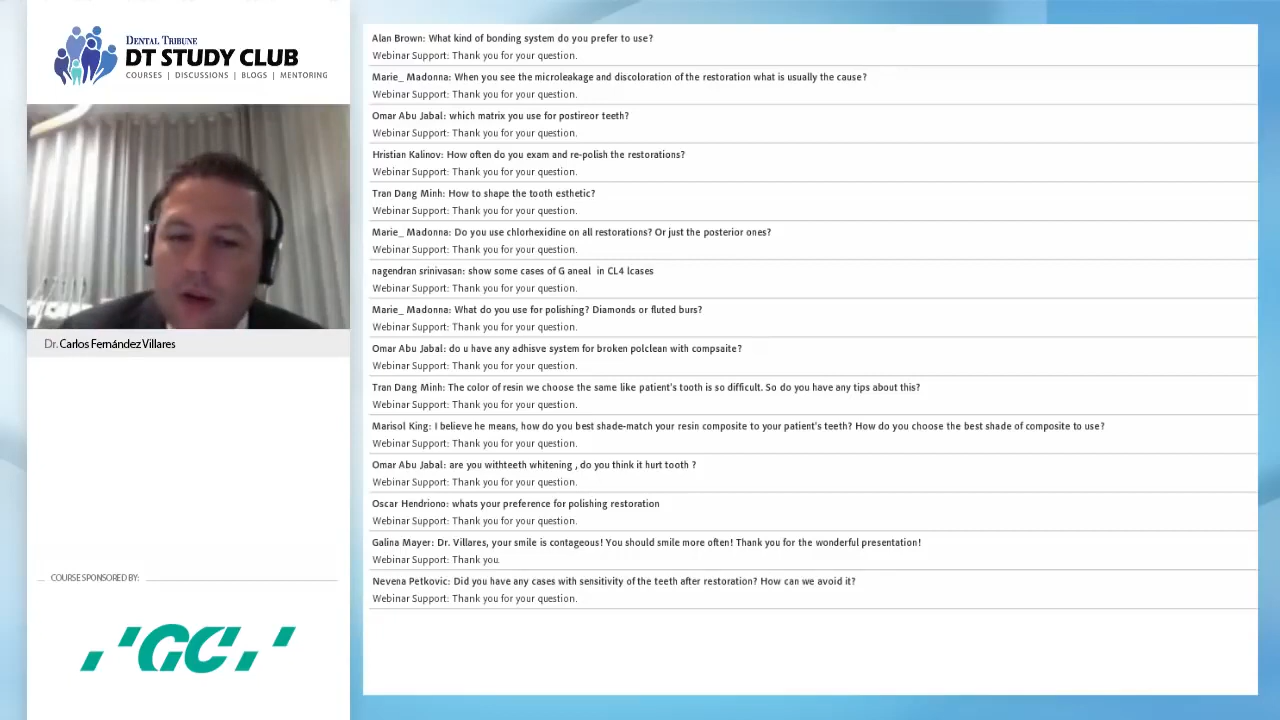 DENTAL TRIBUNE
DT STUDY CLUB
COURSES | DISCUSSIONS | BLOGS | MENTORING
Dr. Carlos Fernández Villares
COURSE SPONSORED BY:
GC
Alan Brown: What kind of bonding system do you prefer to use?
Webinar Support: Thank you for your question.
Marie_ Madonna: When you see the microleakage and discoloration of the restoration what is usually the cause?
Webinar Support: Thank you for your question.
Omar Abu Jabal: which matrix you use for postireor teeth?
Webinar Support: Thank you for your question.
Hristian Kalinov: How often do you exam and re-polish the restorations?
Webinar Support: Thank you for your question.
Tran Dang Minh: How to shape the tooth esthetic?
Webinar Support: Thank you for your question.
Marie_ Madonna: Do you use chlorhexidine on all restorations? Or just the posterior ones?
Webinar Support: Thank you for your question.
nagendran srinivasan: show some cases of G aneal in CL4 lcases
Webinar Support: Thank you for your question.
Marie_ Madonna: What do you use for polishing? Diamonds or fluted burs?
Webinar Support: Thank you for your question.
Omar Abu Jabal: do u have any adhisve system for broken polclean with compsaite?
Webinar Support: Thank you for your question.
Tran Dang Minh: The color of resin we choose the same like patient's tooth is so difficult. So do you have any tips about this?
Webinar Support: Thank you for your question.
Marisol King: I believe he means, how do you best shade-match your resin composite to your patient's teeth? How do you choose the best shade of composite to use?
Webinar Support: Thank you for your question.
Omar Abu Jabal: are you withteeth whitening , do you think it hurt tooth ?
Webinar Support: Thank you for your question.
Oscar Hendriono: whats your preference for polishing restoration
Webinar Support: Thank you for your question.
Galina Mayer: Dr. Villares, your smile is contageous! You should smile more often! Thank you for the wonderful presentation!
Webinar Support: Thank you.
Nevena Petkovic: Did you have any cases with sensitivity of the teeth after restoration? How can we avoid it?
Webinar Support: Thank you for your question.